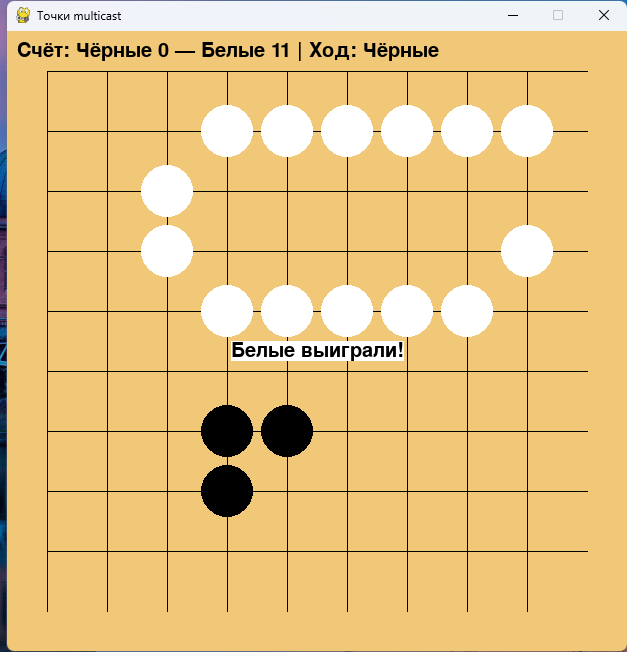 Точки multicast
Счёт: Чёрные 0 — Белые 11 | Ход: Чёрные
Белые выиграли!